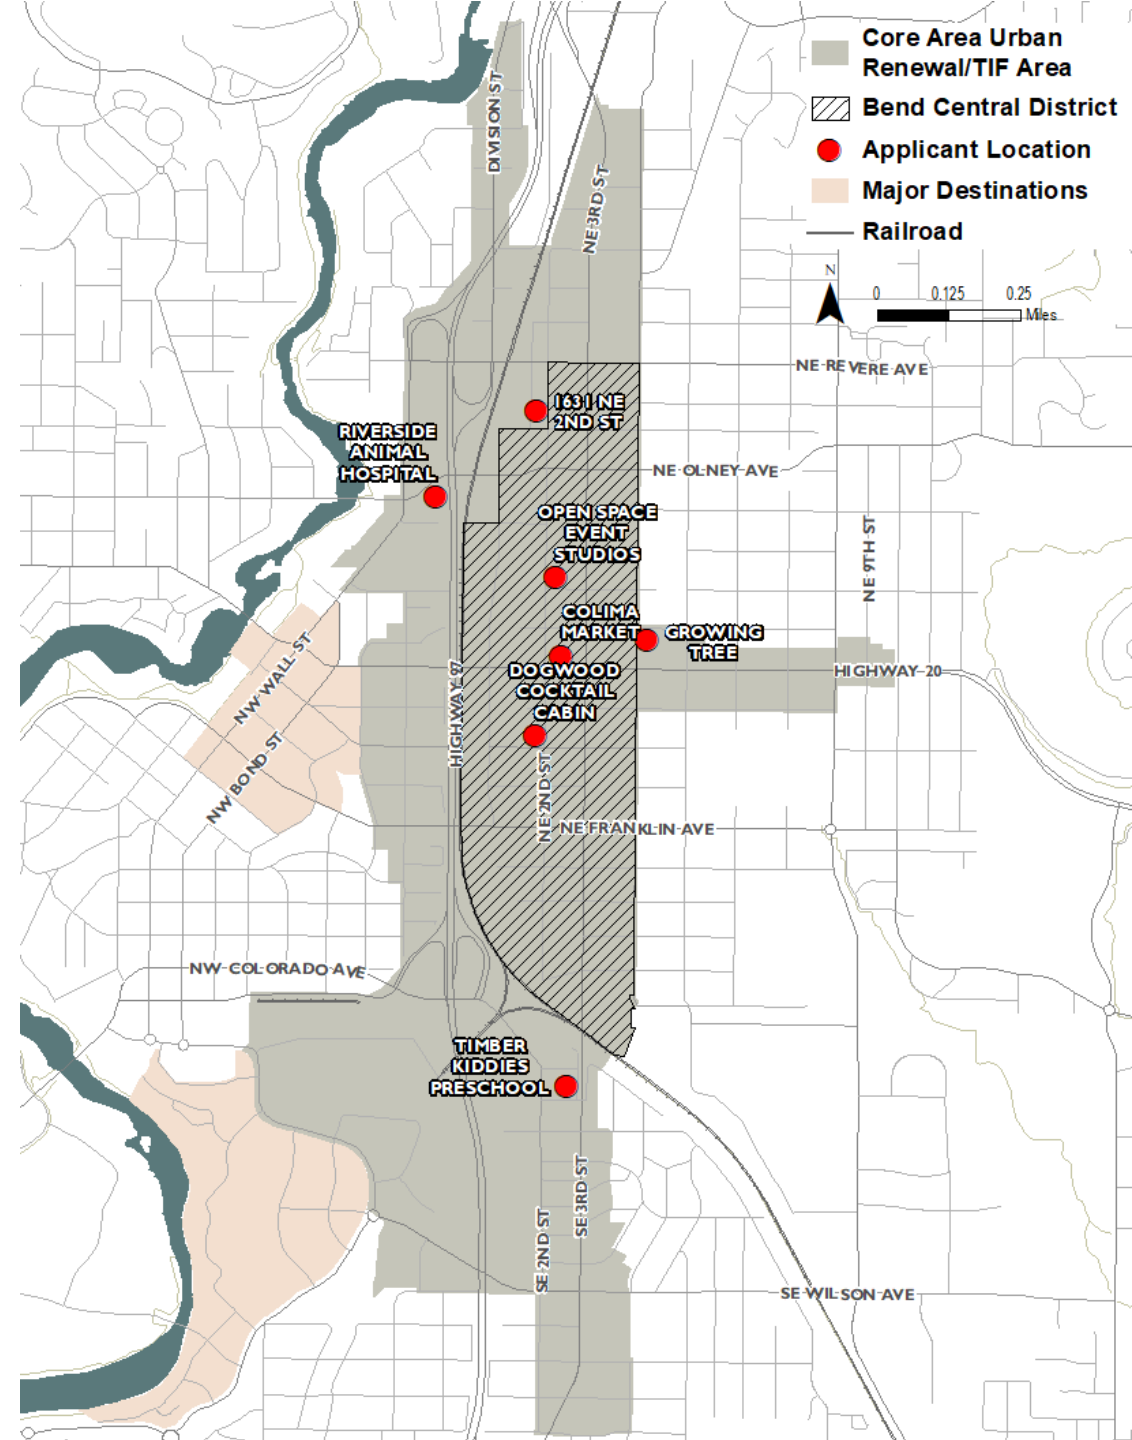 Core Area Urban
Renewal/TIF Area
Bend Central District
Applicant Location
Major Destinations
Railroad
N
0 0.125 0.25
Miles
DIVISION ST
NE 3RD ST
NE REVERE AVE
1631 NE
2ND ST
RIVERSIDE
ANIMAL
HOSPITAL
NE OLNEY AVE
OPEN SPACE
EVENT
STUDIOS
NE 9TH ST
COLIMA
MARKET
GROWING
TREE
HIGHWAY 20
DOGWOOD
COCKTAIL
CABIN
NW WALL ST
NW BOND ST
HIGHWAY 97
NE 2ND ST
NE FRANKLIN AVE
NW COLORADO AVE
TIMBER
KIDDIES
PRESCHOOL
SE 3RD ST
SE 2ND ST
SE WILSON AVE